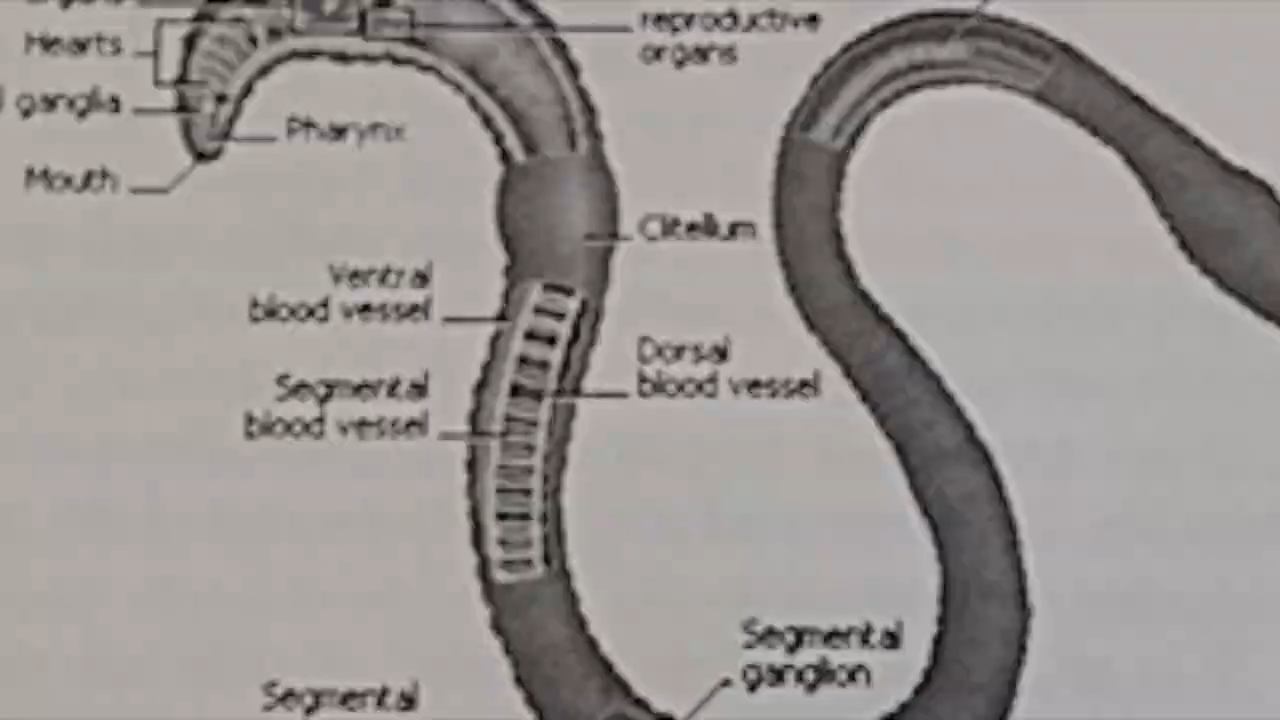 Hearts
ganglia
Pharynx
Mouth
reproductive
organs
Clitellum
Ventral
blood vessel
Dorsal
blood vessel
Segmental
blood vessel
Segmental
ganglion
Segmental